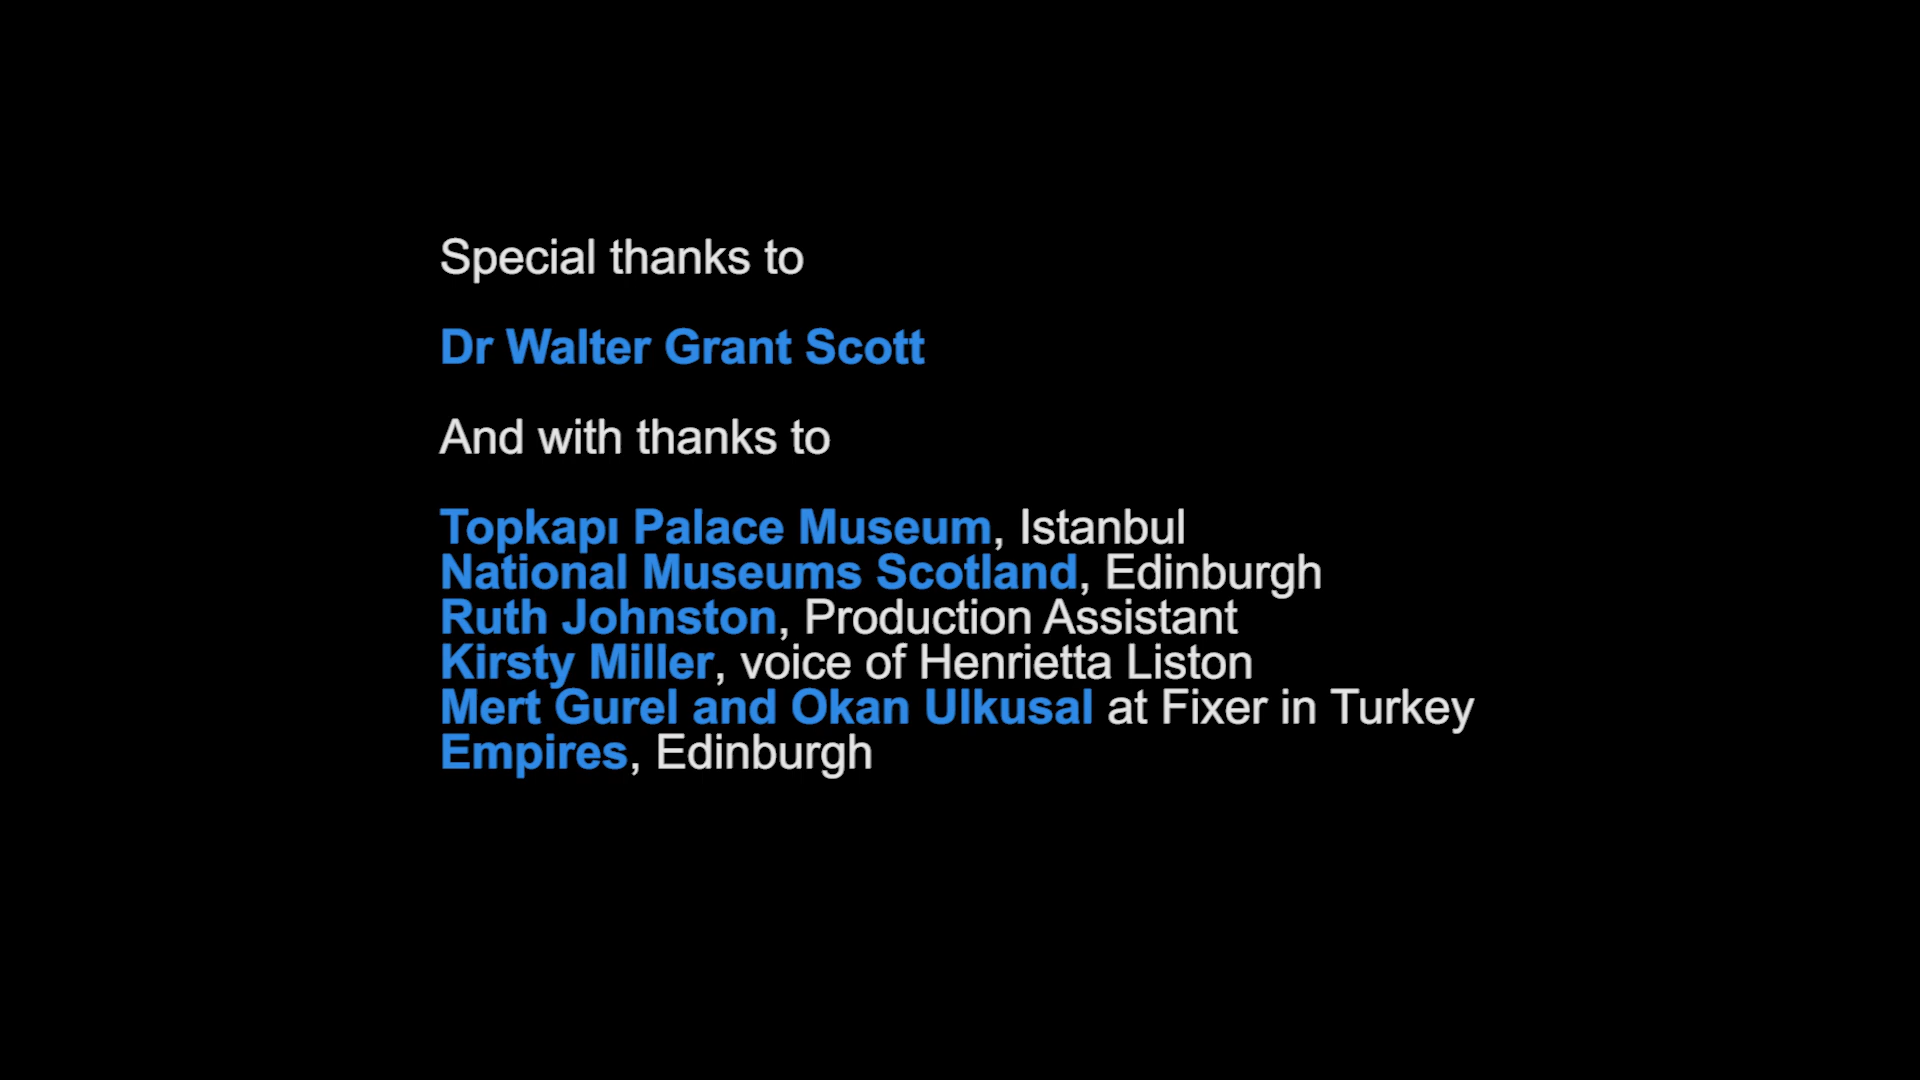 Special thanks to
Dr Walter Grant Scott
And with thanks to
Topkapı Palace Museum, Istanbul
National Museums Scotland, Edinburgh
Ruth Johnston, Production Assistant
Kirsty Miller, voice of Henrietta Liston
Mert Gurel and Okan Ulkusal at Fixer in Turkey
Empires, Edinburgh